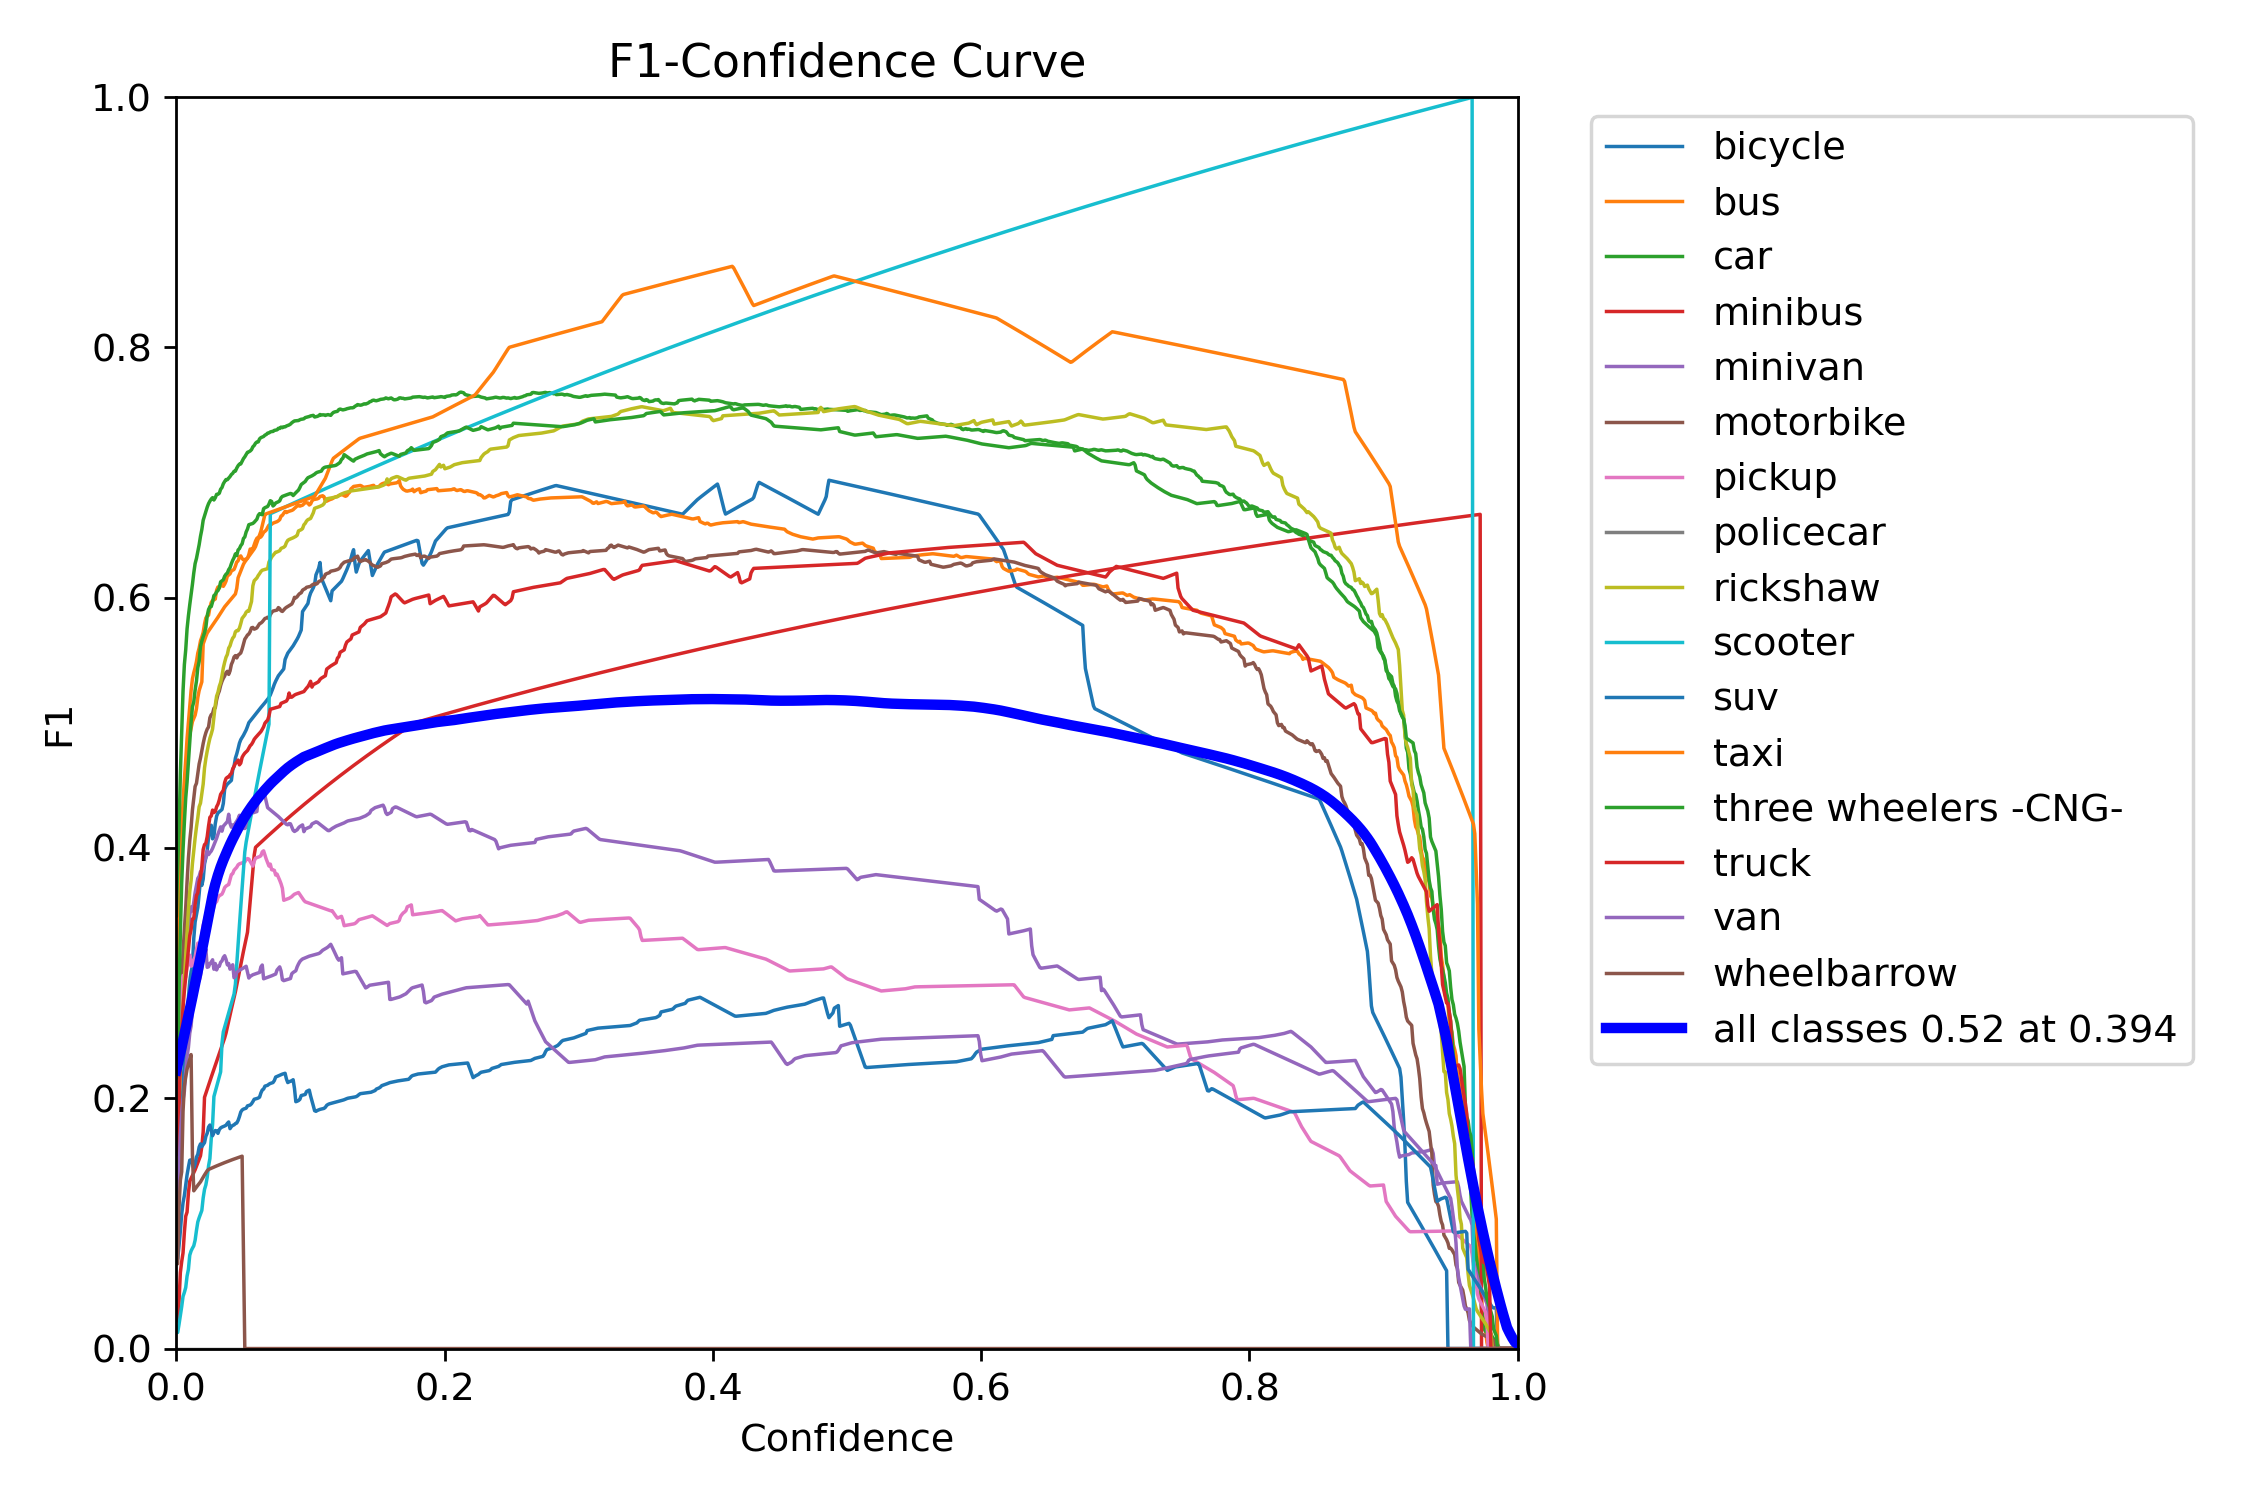 F1-Confidence Curve
1.0
0.8
0.6
0.4
0.2
0.0
F1
0.0 0.2 0.4 0.6 0.8 1.0
Confidence
bicycle
bus
car
minibus
minivan
motorbike
pickup
policecar
rickshaw
scooter
suv
taxi
three wheelers -CNG-
truck
van
wheelbarrow
all classes 0.52 at 0.394